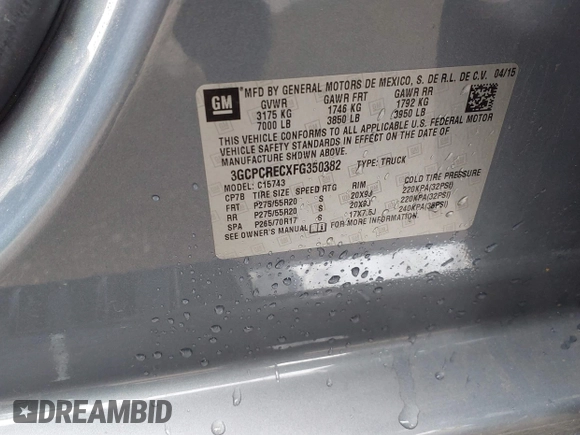 GM
MFD BY GENERAL MOTORS DE MEXICO, S. DE R.L. DE C.V. 04/15
GVWR GAWR FRT GAWR RR
3175 KG 1746 KG 1792 KG
7000 LB 3850 LB 3950 LB
THIS VEHICLE CONFORMS TO ALL APPLICABLE U.S. FEDERAL MOTOR
VEHICLE SAFETY STANDARDS IN EFFECT ON THE DATE OF
MANUFACTURE SHOWN ABOVE.
3GCPCRECXFG350382 TYPE: TRUCK
MODEL: C15743
CP7B TIRE SIZE SPEED RTG RIM COLD TIRE PRESSURE
FRT P275/55R20 S 20X9J 220KPA(32PSI)
RR P275/55R20 S 20X9J 220KPA(32PSI)
SPA P265/70R17 S 17X7.5J 240KPA(35PSI)
SEE OWNER'S MANUAL FOR MORE INFORMATION.
DREAMBID